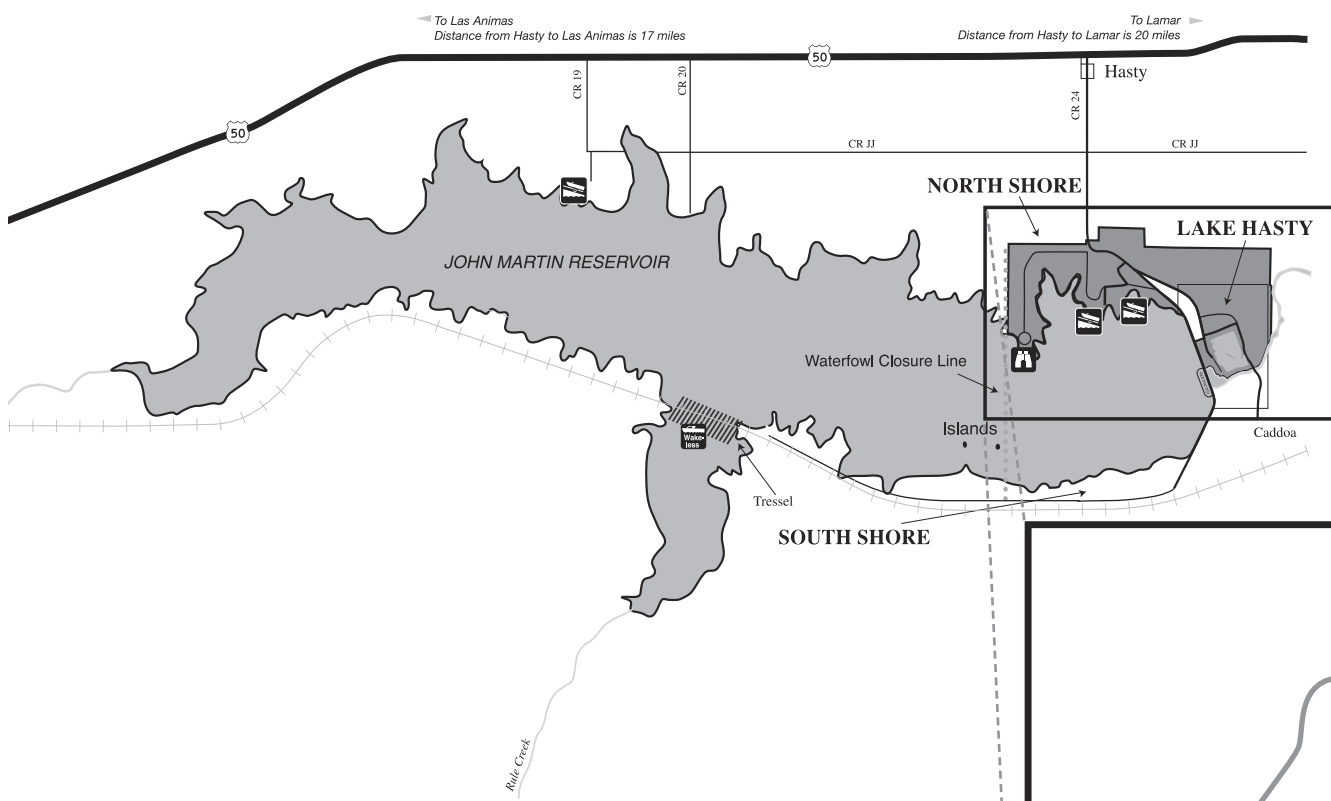 To Las Animas
Distance from Hasty to Las Animas is 17 miles
To Lamar
Distance from Hasty to Lamar is 20 miles
50
Hasty
CR 19
CR 20
CR 24
50
CR JJ
CR JJ
NORTH SHORE
LAKE HASTY
JOHN MARTIN RESERVOIR
Waterfowl Closure Line
Islands
Caddoa
Wake-
less
Tressel
SOUTH SHORE
Rule Creek